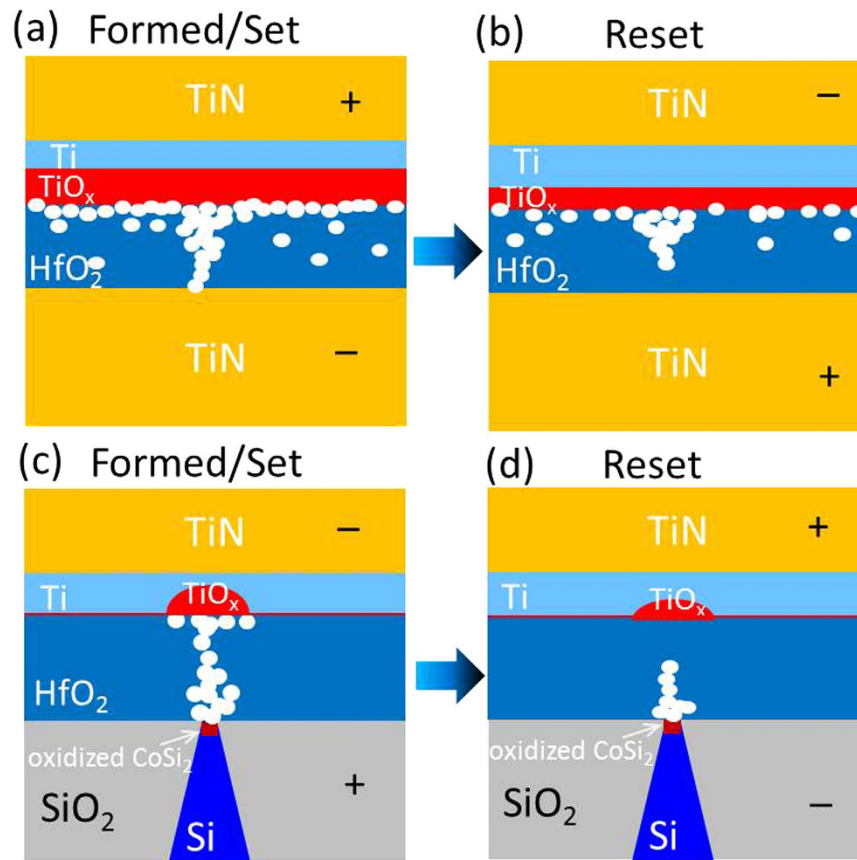 (a) Formed/Set
TiN +
Ti
TiOₓ
HfO₂
TiN −
(b) Reset
TiN −
Ti
TiOₓ
HfO₂
TiN +
(c) Formed/Set
TiN −
TiOₓ
Ti
HfO₂
oxidized CoSi₂
SiO₂ +
Si
(d) Reset
TiN +
TiOₓ
Ti
HfO₂
oxidized CoSi₂
SiO₂ −
Si